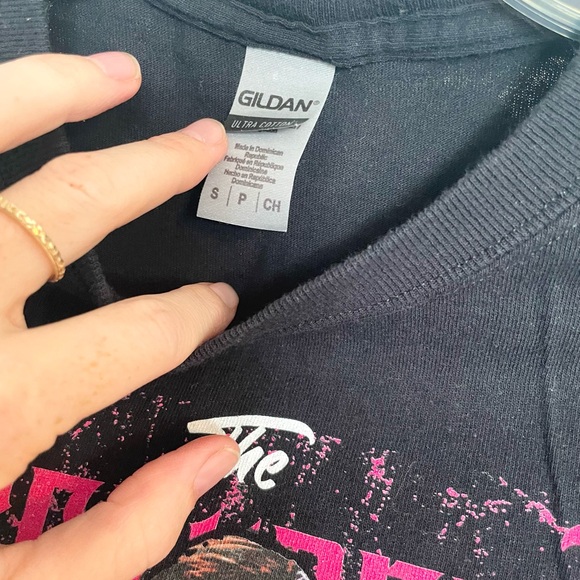 GILDAN®
ULTRA COTTON
Made in Dominican
Republic
Fabriqué en République
Dominicaine
Hecho en República
Dominicana
S | P | CH
The